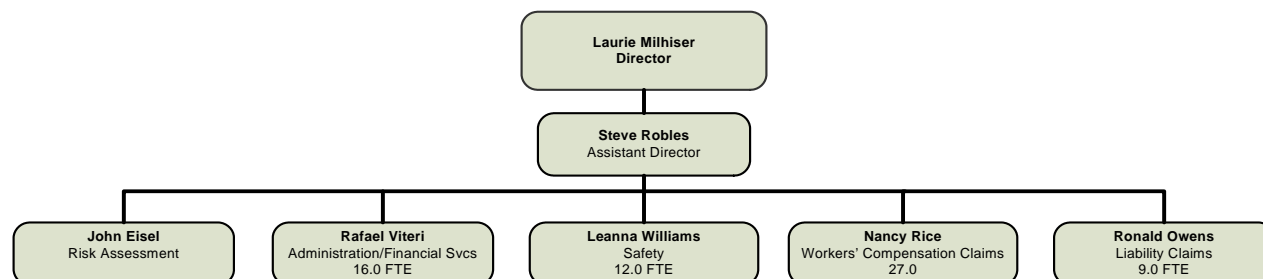 Laurie Milhiser
Director
Steve Robles
Assistant Director
John Eisel
Risk Assessment
Rafael Viteri
Administration/Financial Svcs
16.0 FTE
Leanna Williams
Safety
12.0 FTE
Nancy Rice
Workers' Compensation Claims
27.0
Ronald Owens
Liability Claims
9.0 FTE